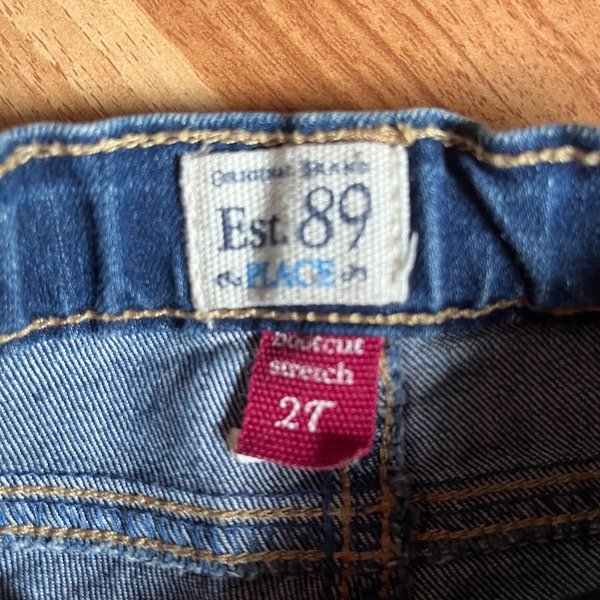 ORIGINAL BRAND
Est. 89
PLACE
bootcut
stretch
2T